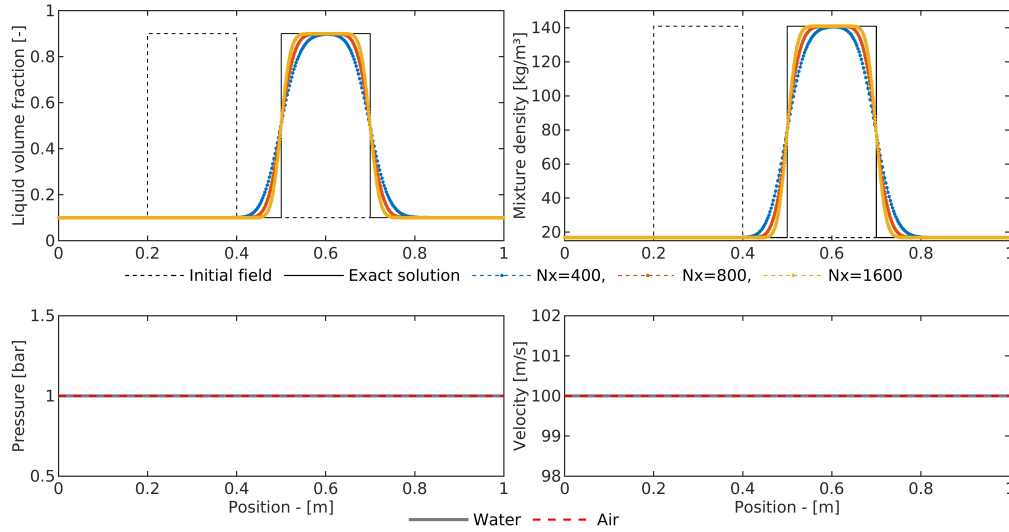 Liquid volume fraction [-]
1
0.8
0.6
0.4
0.2
0
0 0.2 0.4 0.6 0.8 1
Mixture density [kg/m³]
140
120
100
80
60
40
20
0 0.2 0.4 0.6 0.8 1
Initial field Exact solution Nx=400, Nx=800, Nx=1600
Pressure [bar]
1.5
1
0.5
0 0.2 0.4 0.6 0.8 1
Position - [m]
Velocity [m/s]
102
101
100
99
98
0 0.2 0.4 0.6 0.8 1
Position - [m]
Water Air